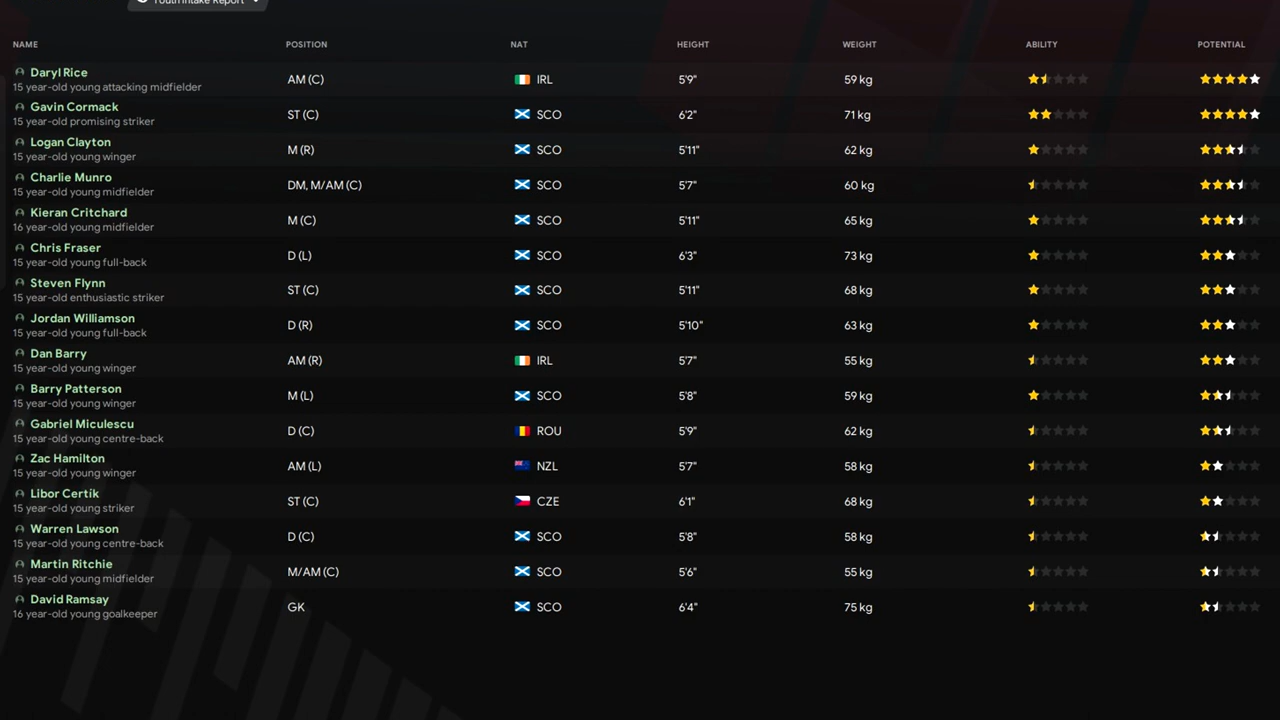 Youth Intake Report
NAME POSITION NAT HEIGHT WEIGHT ABILITY POTENTIAL
Daryl Rice AM (C) IRL 5'9" 59 kg
15 year-old young attacking midfielder
Gavin Cormack ST (C) SCO 6'2" 71 kg
15 year-old promising striker
Logan Clayton M (R) SCO 5'11" 62 kg
15 year-old young winger
Charlie Munro DM, M/AM (C) SCO 5'7" 60 kg
15 year-old young midfielder
Kieran Critchard M (C) SCO 5'11" 65 kg
16 year-old young midfielder
Chris Fraser D (L) SCO 6'3" 73 kg
15 year-old young full-back
Steven Flynn ST (C) SCO 5'11" 68 kg
15 year-old enthusiastic striker
Jordan Williamson D (R) SCO 5'10" 63 kg
15 year-old young full-back
Dan Barry AM (R) IRL 5'7" 55 kg
15 year-old young winger
Barry Patterson M (L) SCO 5'8" 59 kg
15 year-old young winger
Gabriel Miculescu D (C) ROU 5'9" 62 kg
15 year-old young centre-back
Zac Hamilton AM (L) NZL 5'7" 58 kg
15 year-old young winger
Libor Certík ST (C) CZE 6'1" 68 kg
15 year-old young striker
Warren Lawson D (C) SCO 5'8" 58 kg
15 year-old young centre-back
Martin Ritchie M/AM (C) SCO 5'6" 55 kg
15 year-old young midfielder
David Ramsay GK SCO 6'4" 75 kg
16 year-old young goalkeeper